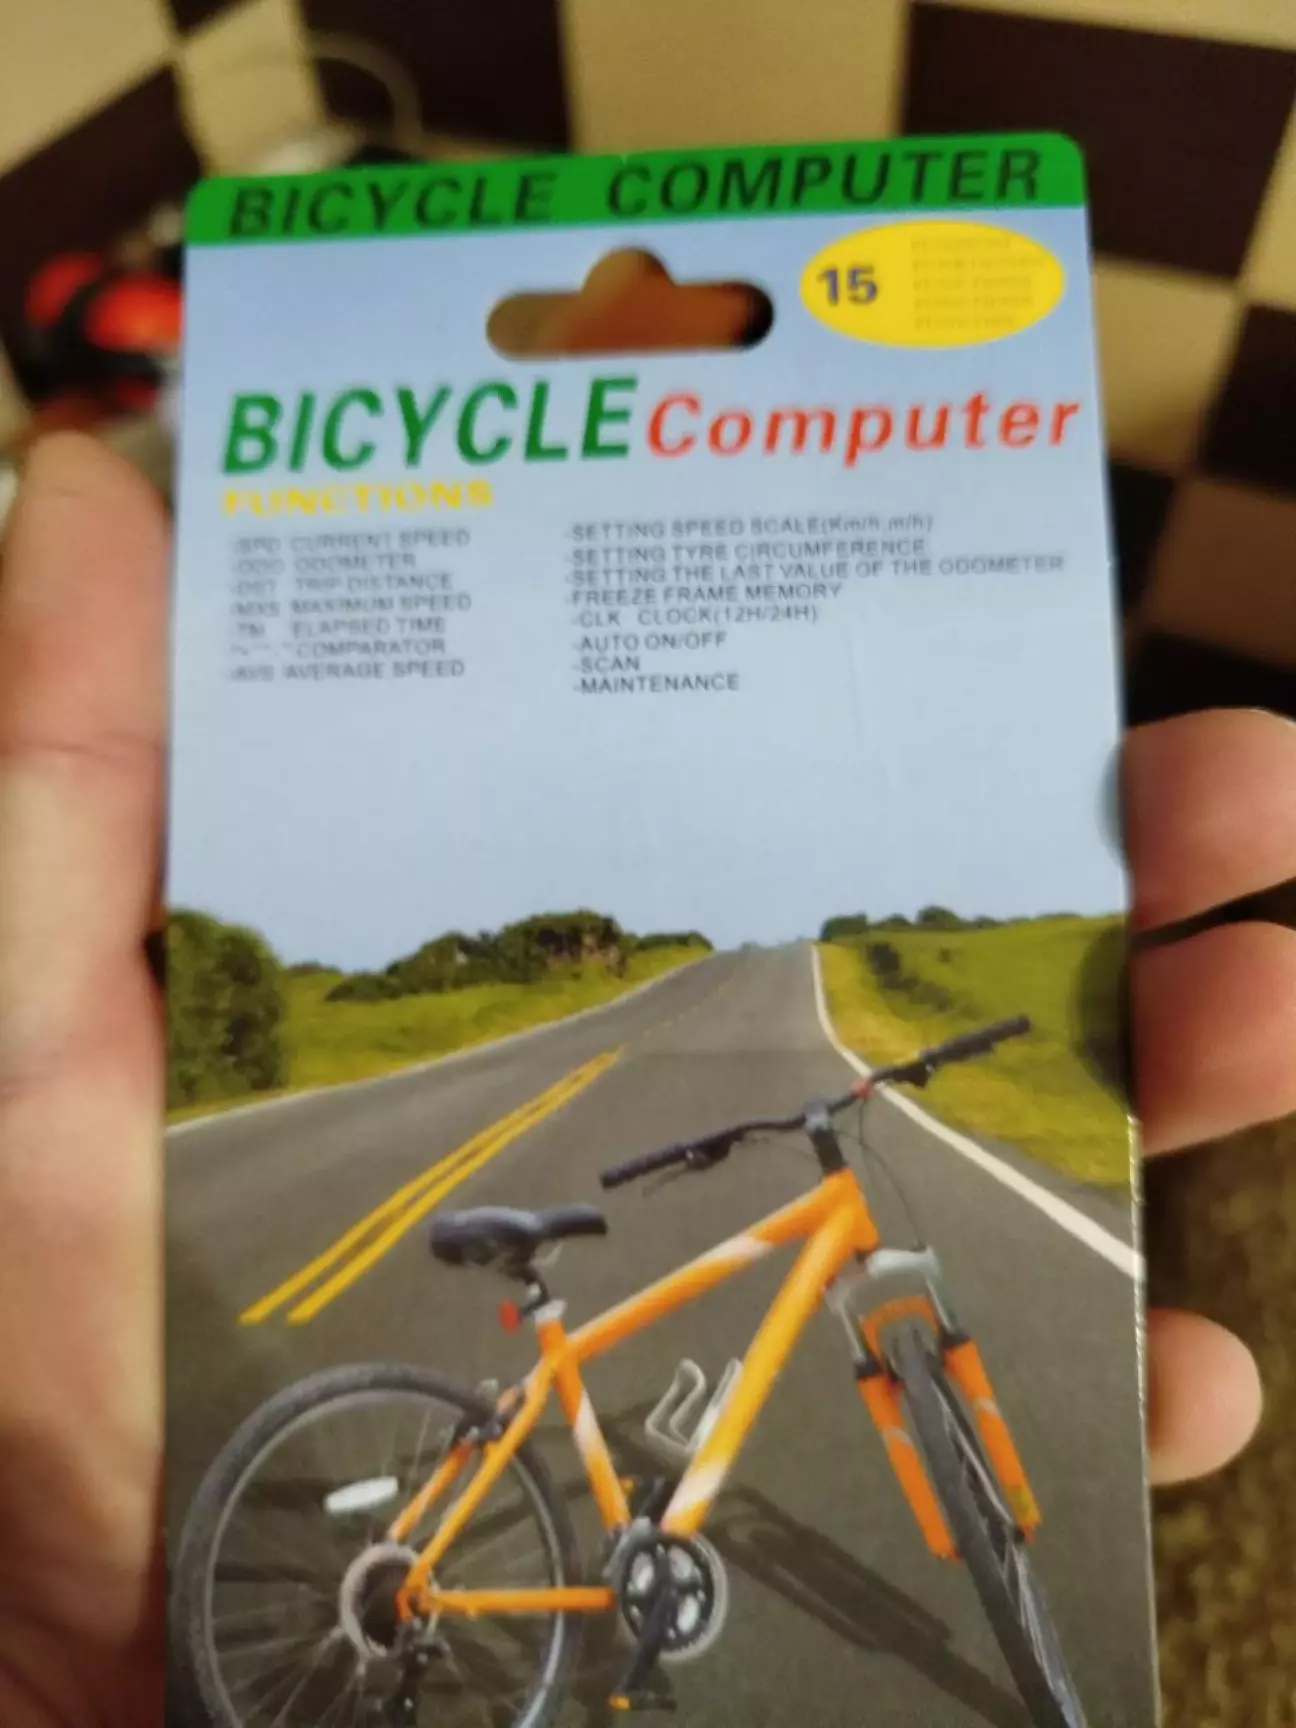 BICYCLE COMPUTER
15
BICYCLE Computer
FUNCTIONS
-SPD CURRENT SPEED
-ODO ODOMETER
-DST TRIP DISTANCE
-MXS MAXIMUM SPEED
-TM ELAPSED TIME
COMPARATOR
-AVS AVERAGE SPEED
-SETTING SPEED SCALE(Km/h,m/h)
-SETTING TYRE CIRCUMFERENCE
-SETTING THE LAST VALUE OF THE ODOMETER
-FREEZE FRAME MEMORY
-CLK CLOCK(12H/24H)
-AUTO ON/OFF
-SCAN
-MAINTENANCE